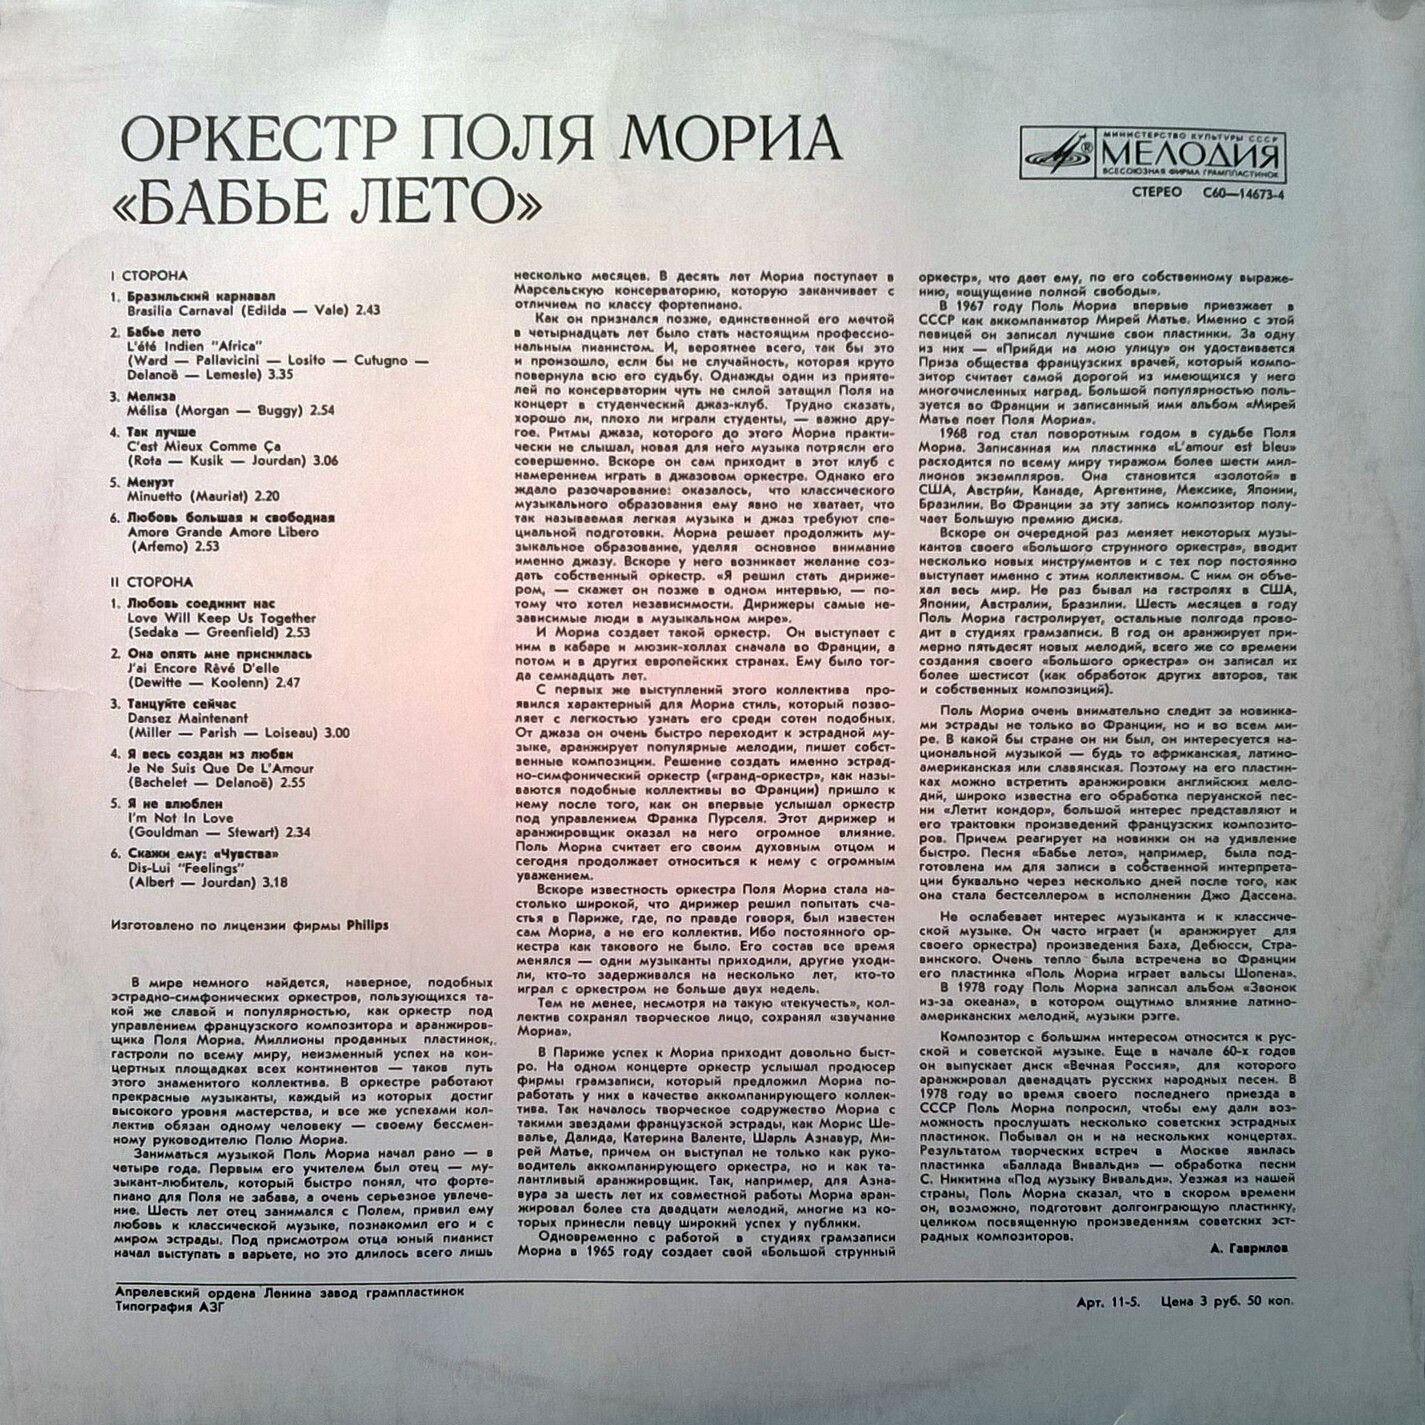 ОРКЕСТР ПОЛЯ МОРИА
«БАБЬЕ ЛЕТО»
МИНИСТЕРСТВО КУЛЬТУРЫ СССР
МЕЛОДИЯ
ВСЕСОЮЗНАЯ ФИРМА ГРАМПЛАСТИНОК
СТЕРЕО С60—14673-4
I СТОРОНА
1. Бразильский карнавал
Brasilia Carnaval (Edilda — Vale) 2.43
2. Бабье лето
L'été Indien "Africa"
(Ward — Pallavicini — Losito — Cutugno —
Delanoë — Lemesle) 3.35
3. Мелиза
Mélisa (Morgan — Buggy) 2.54
4. Так лучше
C'est Mieux Comme Ça
(Rota — Kusik — Jourdan) 3.06
5. Менуэт
Minuetto (Mauriat) 2.20
6. Любовь большая и свободная
Amore Grande Amore Libero
(Arfemo) 2.53
II СТОРОНА
1. Любовь соединит нас
Love Will Keep Us Together
(Sedaka — Greenfield) 2.53
2. Она опять мне приснилась
J'ai Encore Rêvé D'elle
(Dewitte — Koolenn) 2.47
3. Танцуйте сейчас
Dansez Maintenant
(Miller — Parish — Loiseau) 3.00
4. Я весь создан из любви
Je Ne Suis Que De L'Amour
(Bachelet — Delanoë) 2.55
5. Я не влюблен
I'm Not In Love
(Gouldman — Stewart) 2.34
6. Скажи ему: «Чувства»
Dis-Lui "Feelings"
(Albert — Jourdan) 3.18
Изготовлено по лицензии фирмы Philips
В мире немного найдется, наверное, подобных
эстрадно-симфонических оркестров, пользующихся та-
кой же славой и популярностью, как оркестр под
управлением французского композитора и аранжиров-
щика Поля Мориа. Миллионы проданных пластинок,
гастроли по всему миру, неизменный успех на кон-
цертных площадках всех континентов — таков путь
этого знаменитого коллектива. В оркестре работают
прекрасные музыканты, каждый из которых достиг
высокого уровня мастерства, и все же успехами кол-
лектив обязан одному человеку — своему бессмен-
ному руководителю Полю Мориа.
Заниматься музыкой Поль Мориа начал рано — в
четыре года. Первым его учителем был отец — му-
зыкант-любитель, который быстро понял, что форте-
пиано для Поля не забава, а очень серьезное увлече-
ние. Шесть лет отец занимался с Полем, привил ему
любовь к классической музыке, познакомил его и с
миром эстрады. Под присмотром отца юный пианист
начал выступать в варьете, но это длилось всего лишь
несколько месяцев. В десять лет Мориа поступает в
Марсельскую консерваторию, которую заканчивает с
отличием по классу фортепиано.
Как он признался позже, единственной его мечтой
в четырнадцать лет было стать настоящим профессио-
нальным пианистом. И, вероятнее всего, так бы это
и произошло, если бы не случайность, которая круто
повернула всю его судьбу. Однажды один из прияте-
лей по консерватории чуть не силой затащил Поля на
концерт в студенческий джаз-клуб. Трудно сказать,
хорошо ли, плохо ли играли студенты, — важно дру-
гое. Ритмы джаза, которого до этого Мориа практи-
чески не слышал, новая для него музыка потрясли его
совершенно. Вскоре он сам приходит в этот клуб с
намерением играть в джазовом оркестре. Однако его
ждало разочарование: оказалось, что классического
музыкального образования ему явно не хватает, что
так называемая легкая музыка и джаз требуют спе-
циальной подготовки. Мориа решает продолжить му-
зыкальное образование, уделяя основное внимание
именно джазу. Вскоре у него возникает желание соз-
дать собственный оркестр. «Я решил стать дириже-
ром, — скажет он позже в одном интервью, — по-
тому что хотел независимости. Дирижеры самые не-
зависимые люди в музыкальном мире».
И Мориа создает такой оркестр. Он выступает с
ним в кабаре и мюзик-холлах сначала во Франции, а
потом и в других европейских странах. Ему было тог-
да семнадцать лет.
С первых же выступлений этого коллектива про-
явился характерный для Мориа стиль, который позво-
ляет с легкостью узнать его среди сотен подобных.
От джаза он очень быстро переходит к эстрадной му-
зыке, аранжирует популярные мелодии, пишет собст-
венные композиции. Решение создать именно эстрад-
но-симфонический оркестр («гранд-оркестр», как назы-
ваются подобные коллективы во Франции) пришло к
нему после того, как он впервые услышал оркестр
под управлением Франка Пурселя. Этот дирижер и
аранжировщик оказал на него огромное влияние.
Поль Мориа считает его своим духовным отцом и
сегодня продолжает относиться к нему с огромным
уважением.
Вскоре известность оркестра Поля Мориа стала на-
столько широкой, что дирижер решил попытать сча-
стья в Париже, где, по правде говоря, был известен
сам Мориа, а не его коллектив. Ибо постоянного ор-
кестра как такового не было. Его состав все время
менялся — одни музыканты приходили, другие уходи-
ли, кто-то задерживался на несколько лет, кто-то
играл с оркестром не больше двух недель.
Тем не менее, несмотря на такую «текучесть», кол-
лектив сохранял творческое лицо, сохранял «звучание
Мориа».
В Париже успех к Мориа приходит довольно быст-
ро. На одном концерте оркестр услышал продюсер
фирмы грамзаписи, который предложил Мориа по-
работать у них в качестве аккомпанирующего коллек-
тива. Так началось творческое содружество Мориа с
такими звездами французской эстрады, как Морис Ше-
валье, Далида, Катерина Валенте, Шарль Азнавур, Ми-
рей Матье, причем он выступал не только как руко-
водитель аккомпанирующего оркестра, но и как та-
лантливый аранжировщик. Так, например, для Азна-
вура за шесть лет их совместной работы Мориа аран-
жировал более ста двадцати мелодий, многие из ко-
торых принесли певцу широкий успех у публики.
Одновременно с работой в студиях грамзаписи
Мориа в 1965 году создает свой «Большой струнный
оркестр», что дает ему, по его собственному выраже-
нию, «ощущение полной свободы».
В 1967 году Поль Мориа впервые приезжает в
СССР как аккомпаниатор Мирей Матье. Именно с этой
певицей он записал лучшие свои пластинки. За одну
из них — «Прийди на мою улицу» он удостаивается
Приза общества французских врачей, который компо-
зитор считает самой дорогой из имеющихся у него
многочисленных наград. Большой популярностью поль-
зуется во Франции и записанный ими альбом «Мирей
Матье поет Поля Мориа».
1968 год стал поворотным годом в судьбе Поля
Мориа. Записанная им пластинка «L'amour est bleu»
расходится по всему миру тиражом более шести мил-
лионов экземпляров. Она становится «золотой» в
США, Австрии, Канаде, Аргентине, Мексике, Японии,
Бразилии. Во Франции за эту запись композитор полу-
чает Большую премию диска.
Вскоре он очередной раз меняет некоторых музы-
кантов своего «Большого струнного оркестра», вводит
несколько новых инструментов и с тех пор постоянно
выступает именно с этим коллективом. С ним он объе-
хал весь мир. Не раз бывал на гастролях в США,
Японии, Австралии, Бразилии. Шесть месяцев в году
Поль Мориа гастролирует, остальные полгода прово-
дит в студиях грамзаписи. В год он аранжирует при-
мерно пятьдесят новых мелодий, всего же со времени
создания своего «Большого оркестра» он записал их
более шестисот (как обработок других авторов, так
и собственных композиций).
Поль Мориа очень внимательно следит за новинка-
ми эстрады не только во Франции, но и во всем ми-
ре. В какой бы стране он ни был, он интересуется на-
циональной музыкой — будь то африканская, латино-
американская или славянская. Поэтому на его пластин-
ках можно встретить аранжировки английских мело-
дий, широко известна его обработка перуанской пес-
ни «Летит кондор», большой интерес представляют и
его трактовки произведений французских композито-
ров. Причем реагирует на новинки он на удивление
быстро. Песня «Бабье лето», например, была под-
готовлена им для записи в собственной интерпрета-
ции буквально через несколько дней после того, как
она стала бестселлером в исполнении Джо Дассена.
Не ослабевает интерес музыканта и к классиче-
ской музыке. Он часто играет (и аранжирует для
своего оркестра) произведения Баха, Дебюсси, Стра-
винского. Очень тепло была встречена во Франции
его пластинка «Поль Мориа играет вальсы Шопена».
В 1978 году Поль Мориа записал альбом «Звонок
из-за океана», в котором ощутимо влияние латино-
американских мелодий, музыки рэгге.
Композитор с большим интересом относится к рус-
ской и советской музыке. Еще в начале 60-х годов
он выпускает диск «Вечная Россия», для которого
аранжировал двенадцать русских народных песен. В
1978 году во время своего последнего приезда в
СССР Поль Мориа попросил, чтобы ему дали воз-
можность прослушать несколько советских эстрадных
пластинок. Побывал он и на нескольких концертах.
Результатом творческих встреч в Москве явилась
пластинка «Баллада Вивальди» — обработка песни
С. Никитина «Под музыку Вивальди». Уезжая из нашей
страны, Поль Мориа сказал, что в скором времени
он, возможно, подготовит долгоиграющую пластинку,
целиком посвященную произведениям советских эст-
радных композиторов.
А. Гаврилов
Апрелевский ордена Ленина завод грампластинок
Типография АЗГ
Арт. 11-5. Цена 3 руб. 50 коп.